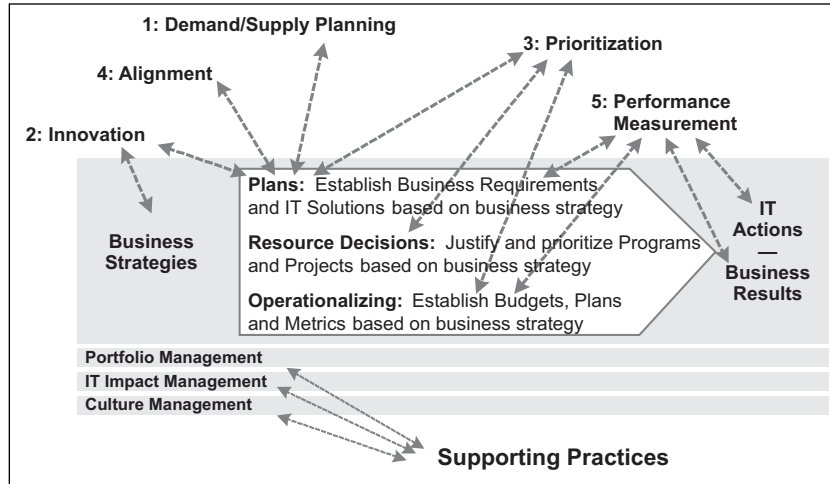 1: Demand/Supply Planning
3: Prioritization
4: Alignment
5: Performance
Measurement
2: Innovation
Plans: Establish Business Requirements
and IT Solutions based on business strategy
Business
Strategies
Resource Decisions: Justify and prioritize Programs
and Projects based on business strategy
Operationalizing: Establish Budgets, Plans
and Metrics based on business strategy
IT
Actions
—
Business
Results
Portfolio Management
IT Impact Management
Culture Management
Supporting Practices